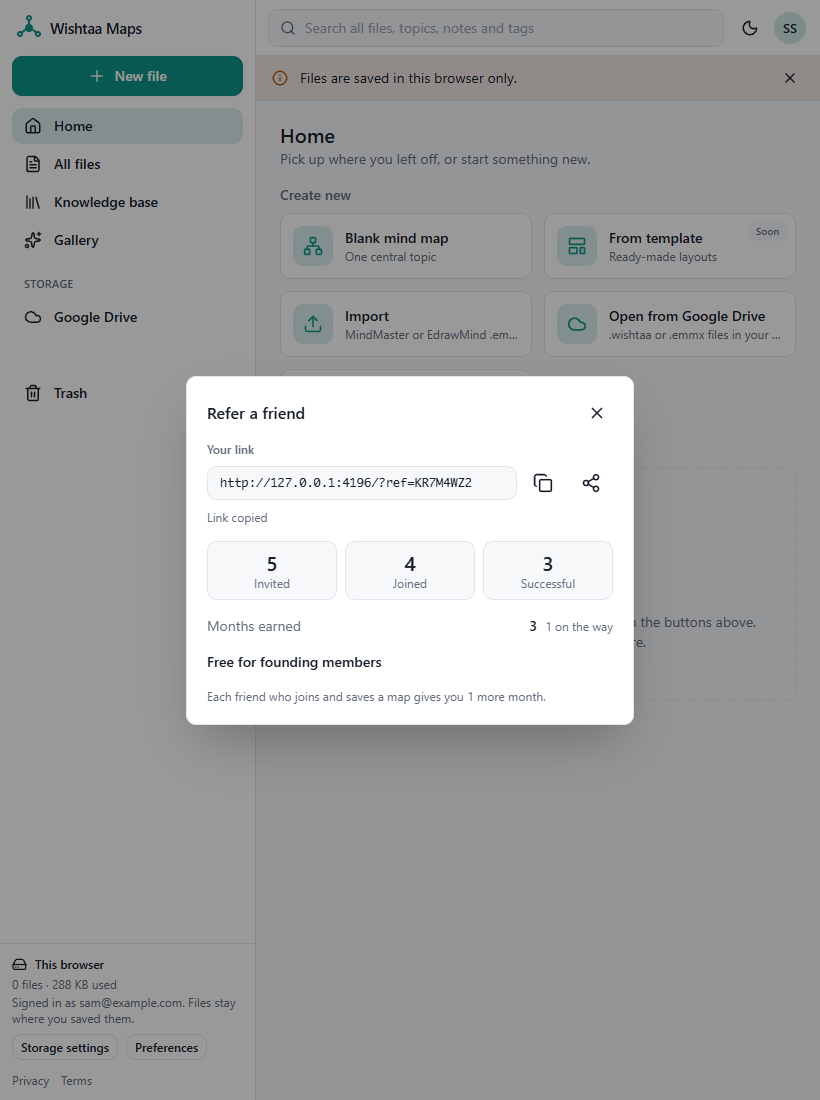 Wishtaa Maps
Search all files, topics, notes and tags
SS
New file
Files are saved in this browser only.
Home
All files
Knowledge base
Gallery
STORAGE
Google Drive
Trash
Home
Pick up where you left off, or start something new.
Create new
Blank mind map
One central topic
From template
Soon
Ready-made layouts
Import
MindMaster or EdrawMind .em...
Open from Google Drive
.wishtaa or .emmx files in your ...
Refer a friend
Your link
http://127.0.0.1:4196/?ref=KR7M4WZ2
Link copied
5
Invited
4
Joined
3
Successful
Months earned
3 1 on the way
Free for founding members
Each friend who joins and saves a map gives you 1 more month.
the buttons above.
This browser
0 files · 288 KB used
Signed in as sam@example.com. Files stay
where you saved them.
Storage settings
Preferences
Privacy
Terms